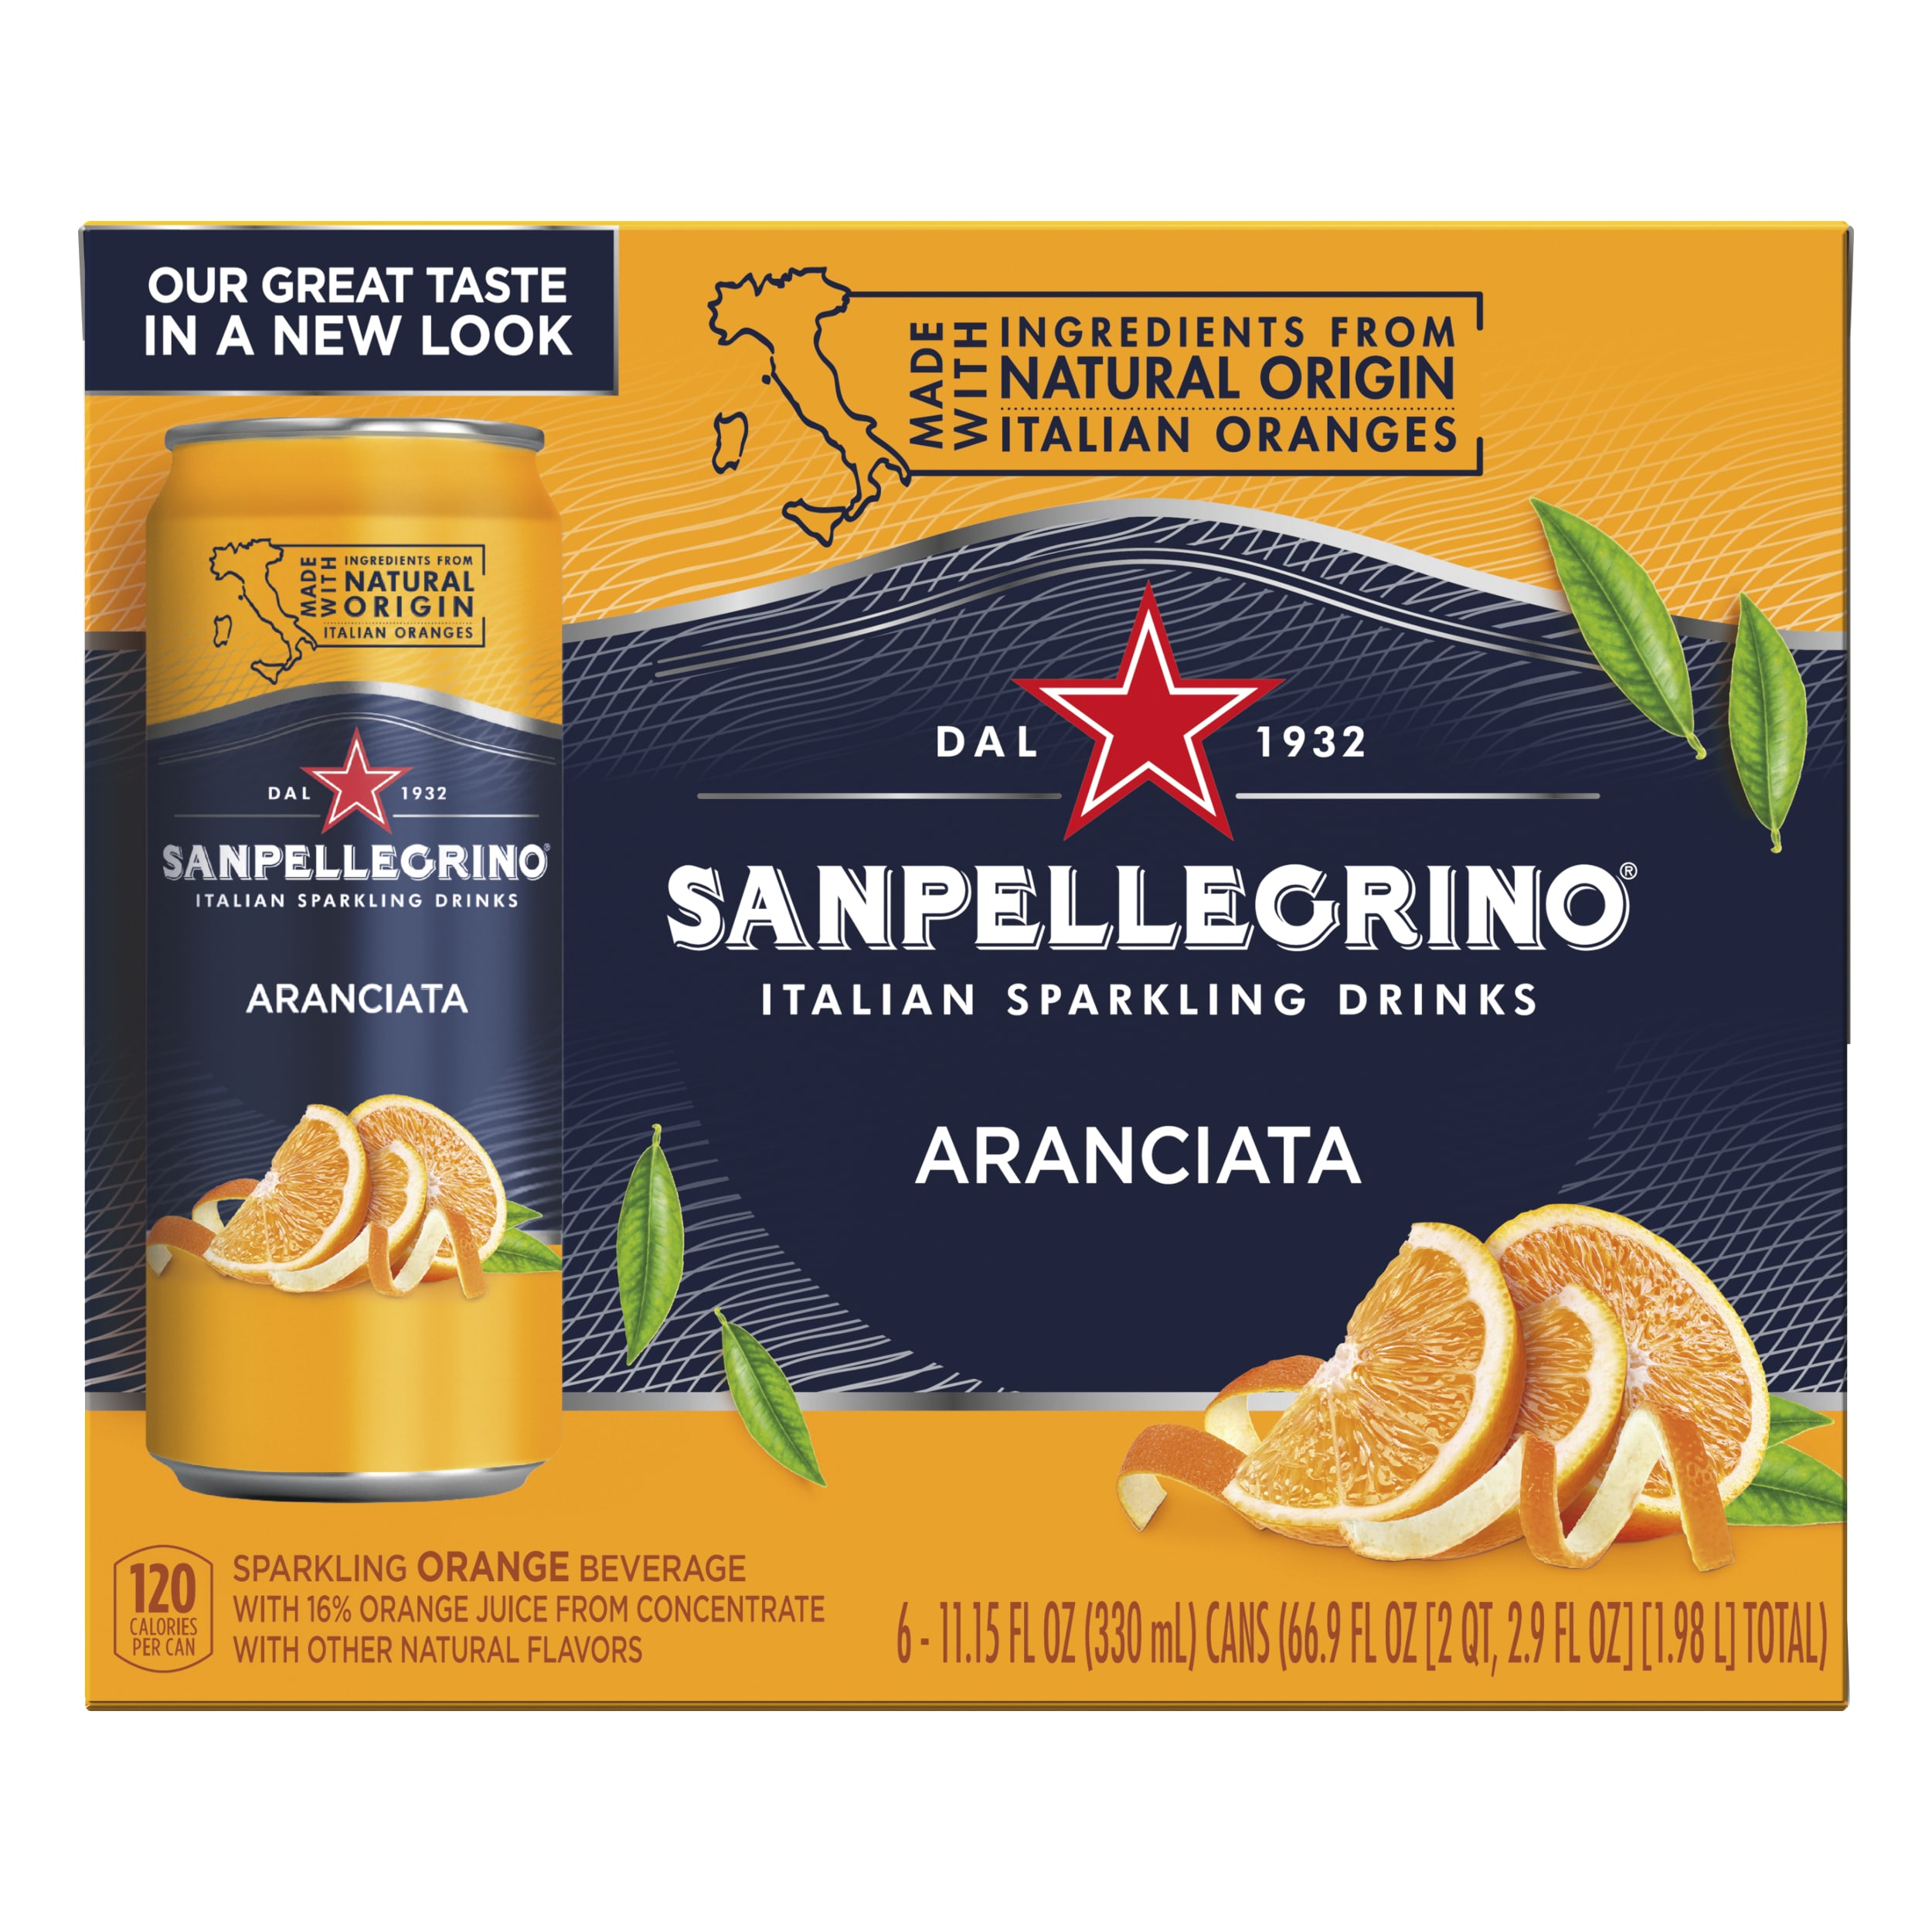 OUR GREAT TASTE
IN A NEW LOOK
MADE
WITH
INGREDIENTS FROM
NATURAL ORIGIN
ITALIAN ORANGES
MADE
WITH
INGREDIENTS FROM
NATURAL
ORIGIN
ITALIAN ORANGES
DAL 1932
SANPELLEGRINO®
ITALIAN SPARKLING DRINKS
ARANCIATA
DAL 1932
SANPELLEGRINO®
ITALIAN SPARKLING DRINKS
ARANCIATA
120
CALORIES
PER CAN
SPARKLING ORANGE BEVERAGE
WITH 16% ORANGE JUICE FROM CONCENTRATE
WITH OTHER NATURAL FLAVORS
6 - 11.15 FL OZ (330 mL) CANS (66.9 FL OZ [2 QT, 2.9 FL OZ] [1.98 L] TOTAL)